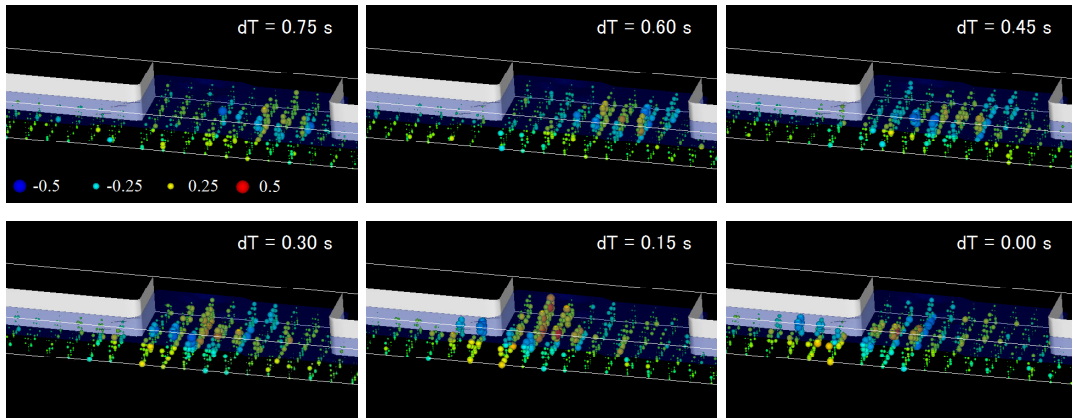 dT = 0.75 s
dT = 0.60 s
dT = 0.45 s
-0.5 -0.25 0.25 0.5
dT = 0.30 s
dT = 0.15 s
dT = 0.00 s